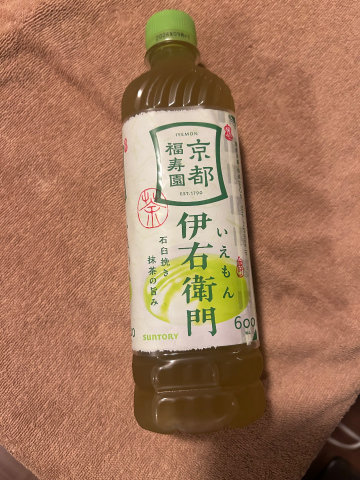 IYEMON
京都
福寿園
EST.1790
茶
いえもん
伊右衛門
石臼挽き
抹茶の旨み
SUNTORY
600